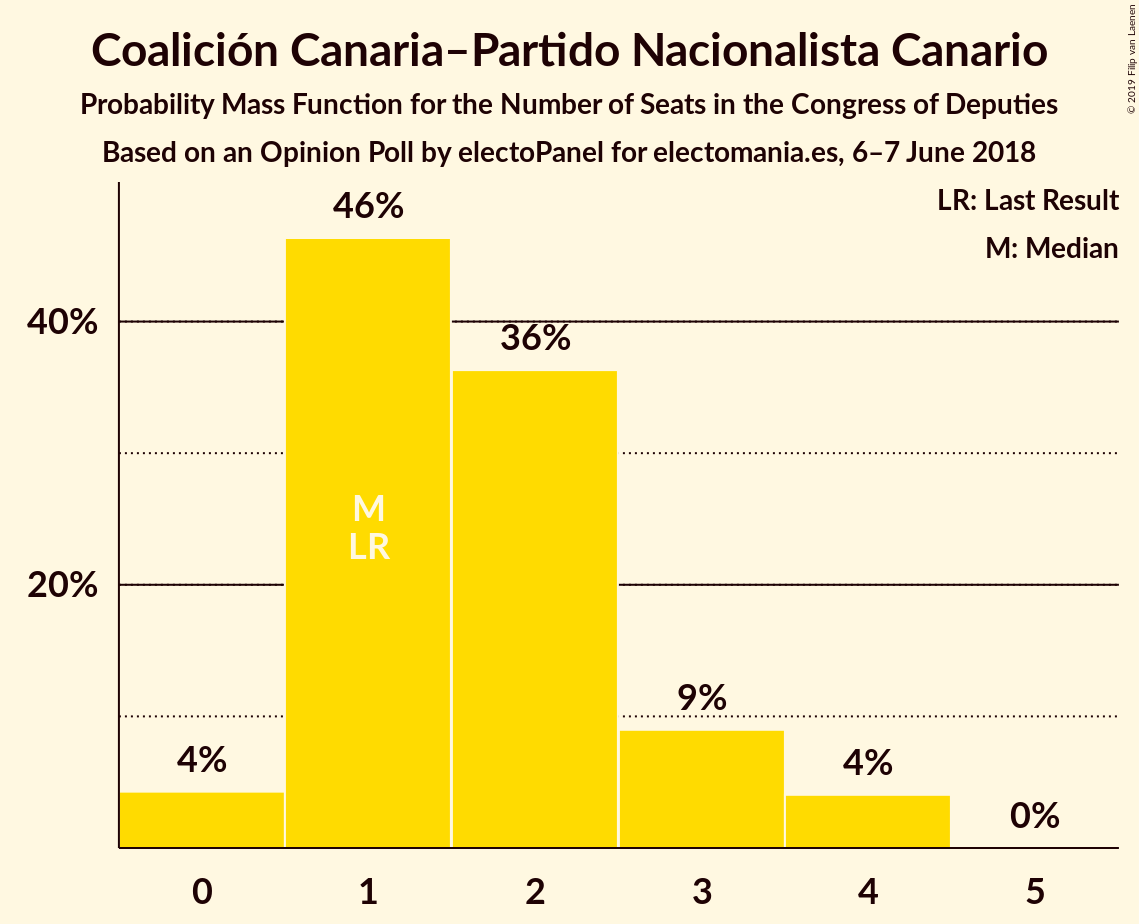 Coalición Canaria–Partido Nacionalista Canario
Probability Mass Function for the Number of Seats in the Congress of Deputies
Based on an Opinion Poll by electoPanel for electomania.es, 6–7 June 2018
© 2019 Filip van Laenen
LR: Last Result
M: Median
46%
40%
36%
M
LR
20%
9%
4%
4%
0%
0 1 2 3 4 5